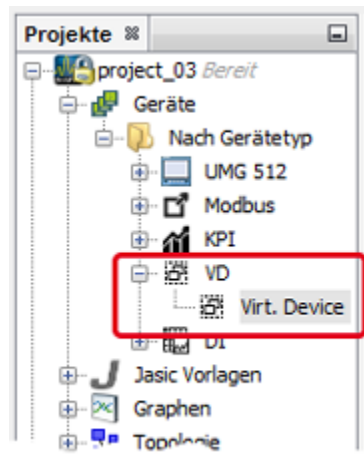 Projekte
project_03 Bereit
Geräte
Nach Gerätetyp
UMG 512
Modbus
KPI
VD
Virt. Device
DI
Jasic Vorlagen
Graphen
Topologie